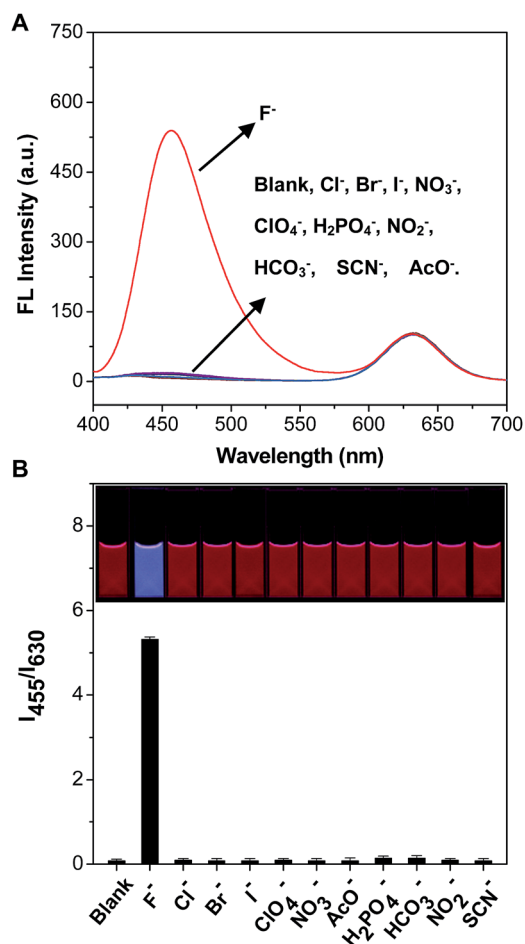 A
750
600
450
300
150
0
FL Intensity (a.u.)
F⁻
Blank, Cl⁻, Br⁻, I⁻, NO₃⁻,
ClO₄⁻, H₂PO₄⁻, NO₂⁻,
HCO₃⁻, SCN⁻, AcO⁻.
400 450 500 550 600 650 700
Wavelength (nm)
B
8
6
4
2
0
I₄₅₅/I₆₃₀
Blank F⁻ Cl⁻ Br⁻ I⁻ ClO₄⁻ NO₃⁻ AcO⁻ H₂PO₄⁻ HCO₃⁻ NO₂⁻ SCN⁻